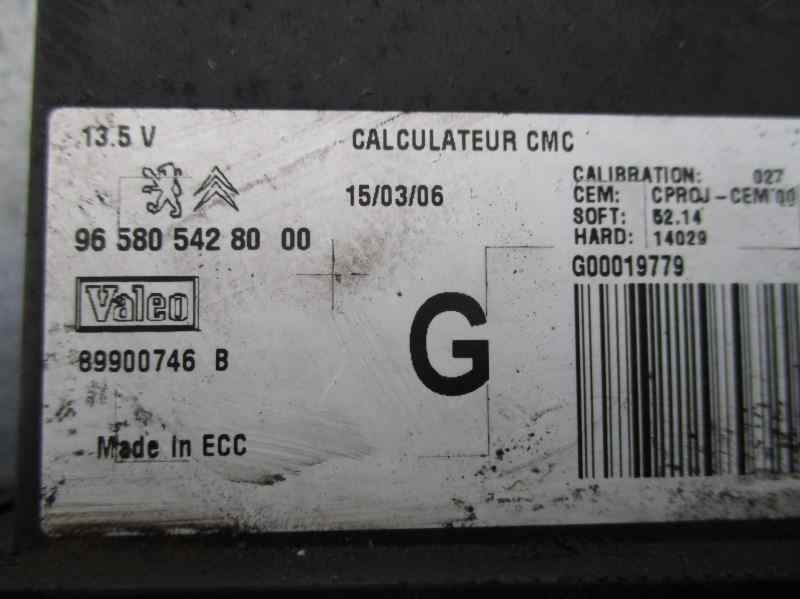 13.5 V
CALCULATEUR CMC
15/03/06
96 580 542 80 00
Valeo
89900746 B
Made in ECC
G
CALIBRATION: 027
CEM: CPROJ-CEM 00
SOFT: 52.14
HARD: 14029
G00019779